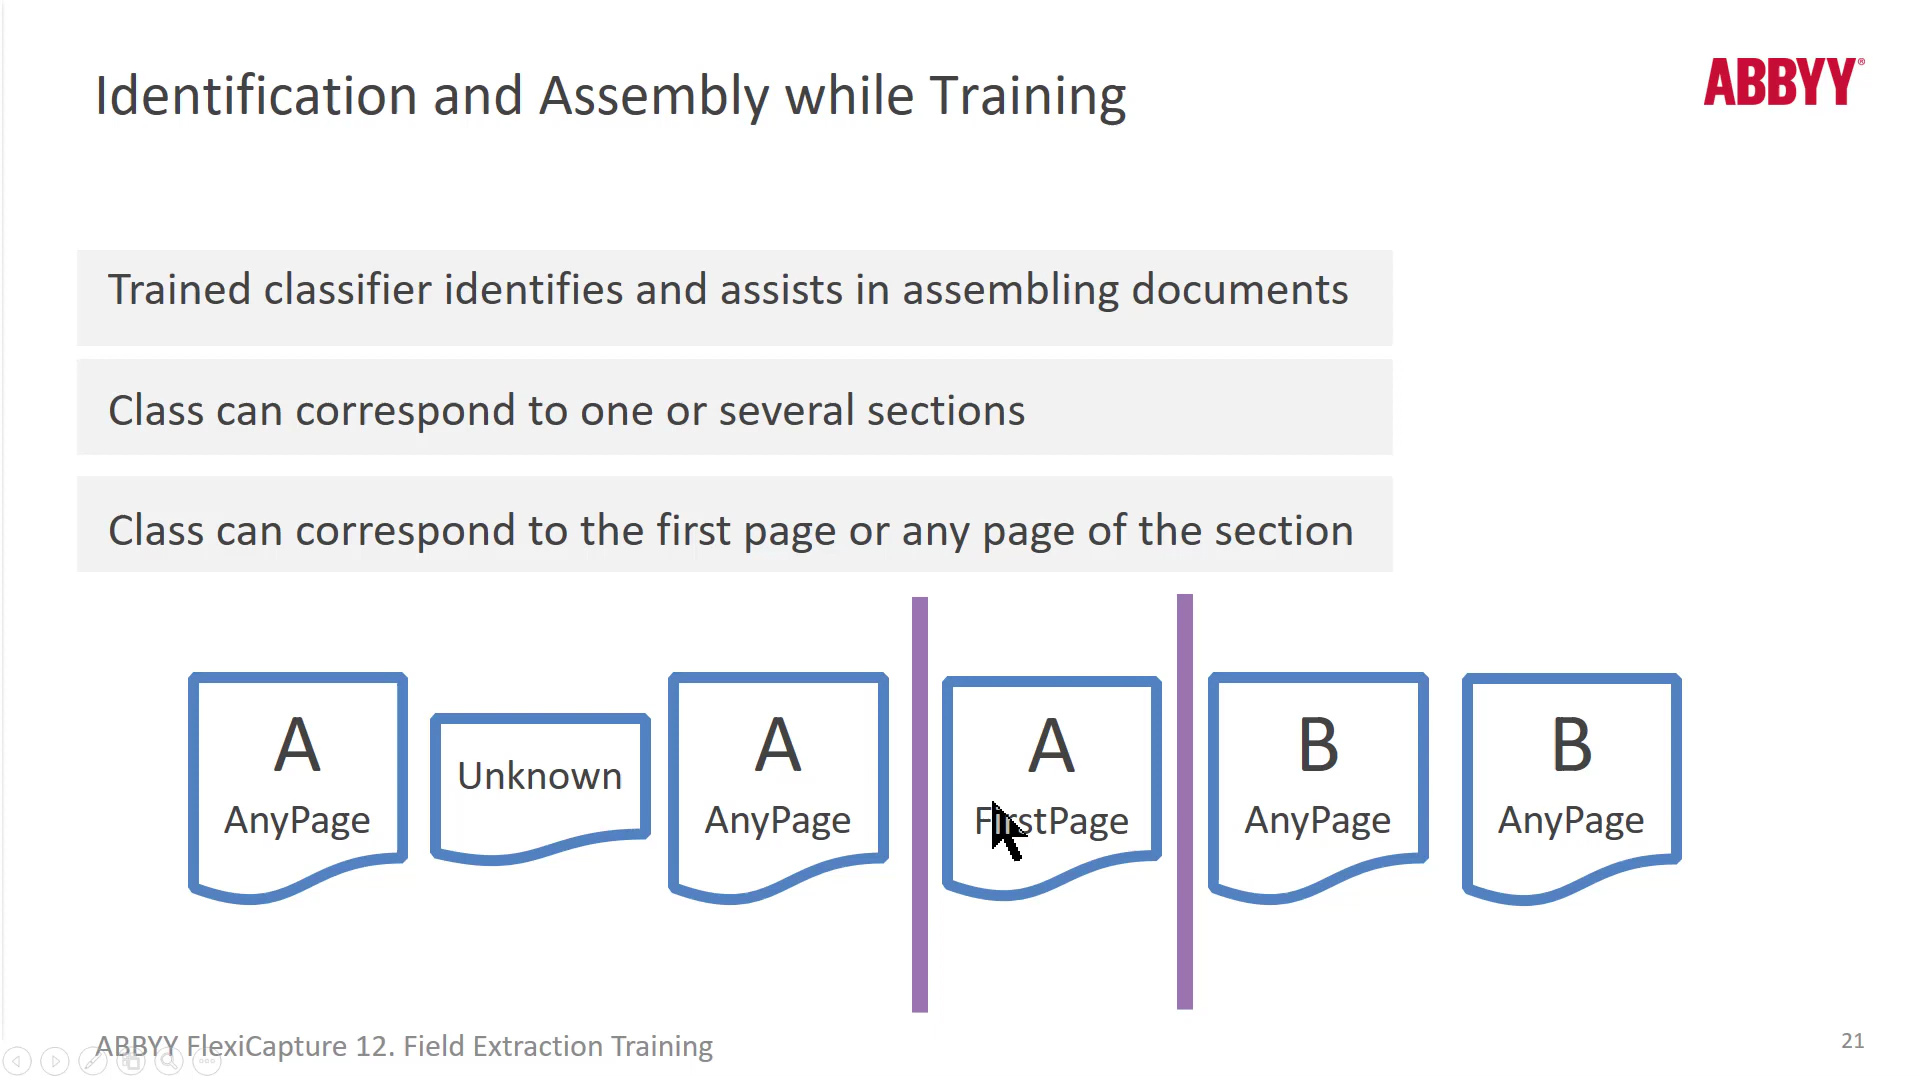 Identification and Assembly while Training
ABBYY®
Trained classifier identifies and assists in assembling documents
Class can correspond to one or several sections
Class can correspond to the first page or any page of the section
A
AnyPage
Unknown
A
AnyPage
A
FirstPage
B
AnyPage
B
AnyPage
ABBYY FlexiCapture 12. Field Extraction Training
21